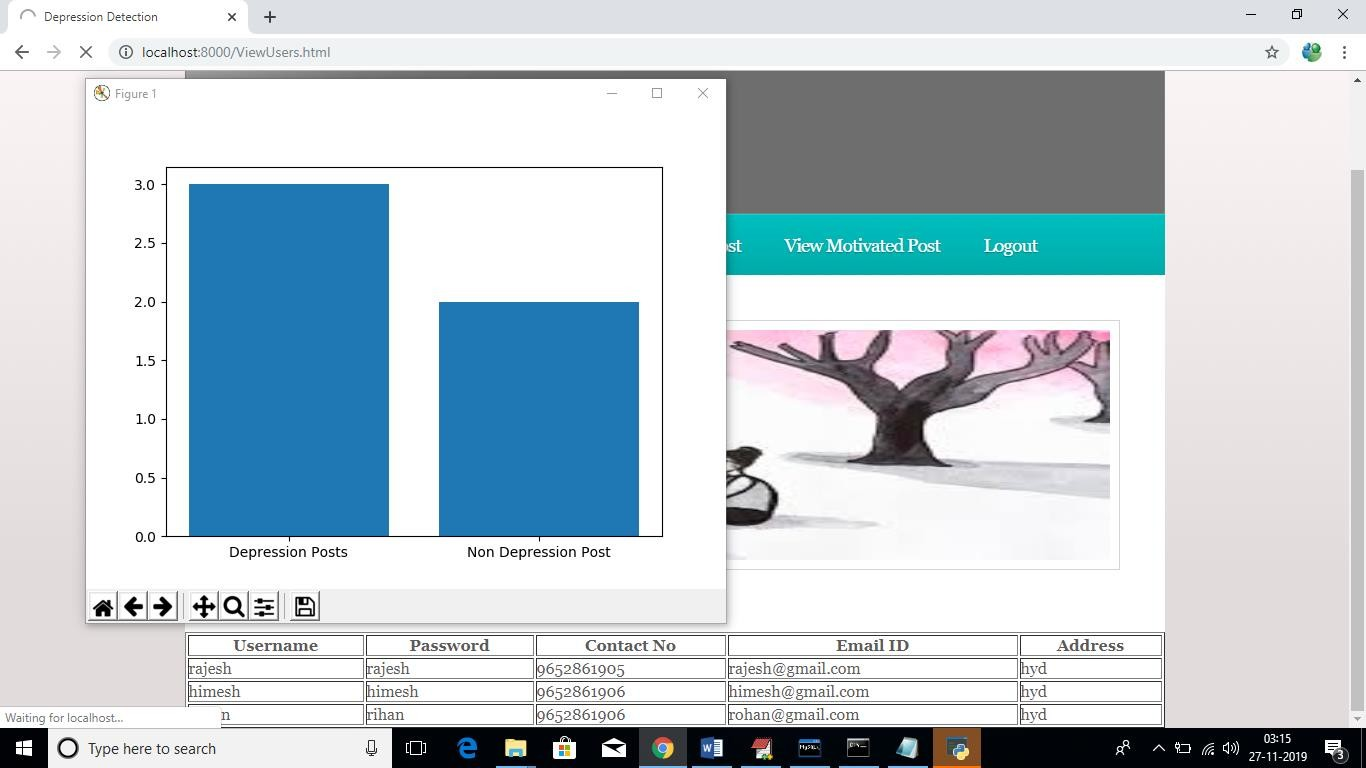 Depression Detection
localhost:8000/ViewUsers.html
Figure 1
3.0
2.5
2.0
1.5
1.0
0.5
0.0
Depression Posts Non Depression Post
ost View Motivated Post Logout
Username Password Contact No Email ID Address
rajesh rajesh 9652861905 rajesh@gmail.com hyd
himesh himesh 9652861906 himesh@gmail.com hyd
n rihan 9652861906 rohan@gmail.com hyd
Waiting for localhost...
Type here to search
03:15
27-11-2019
3